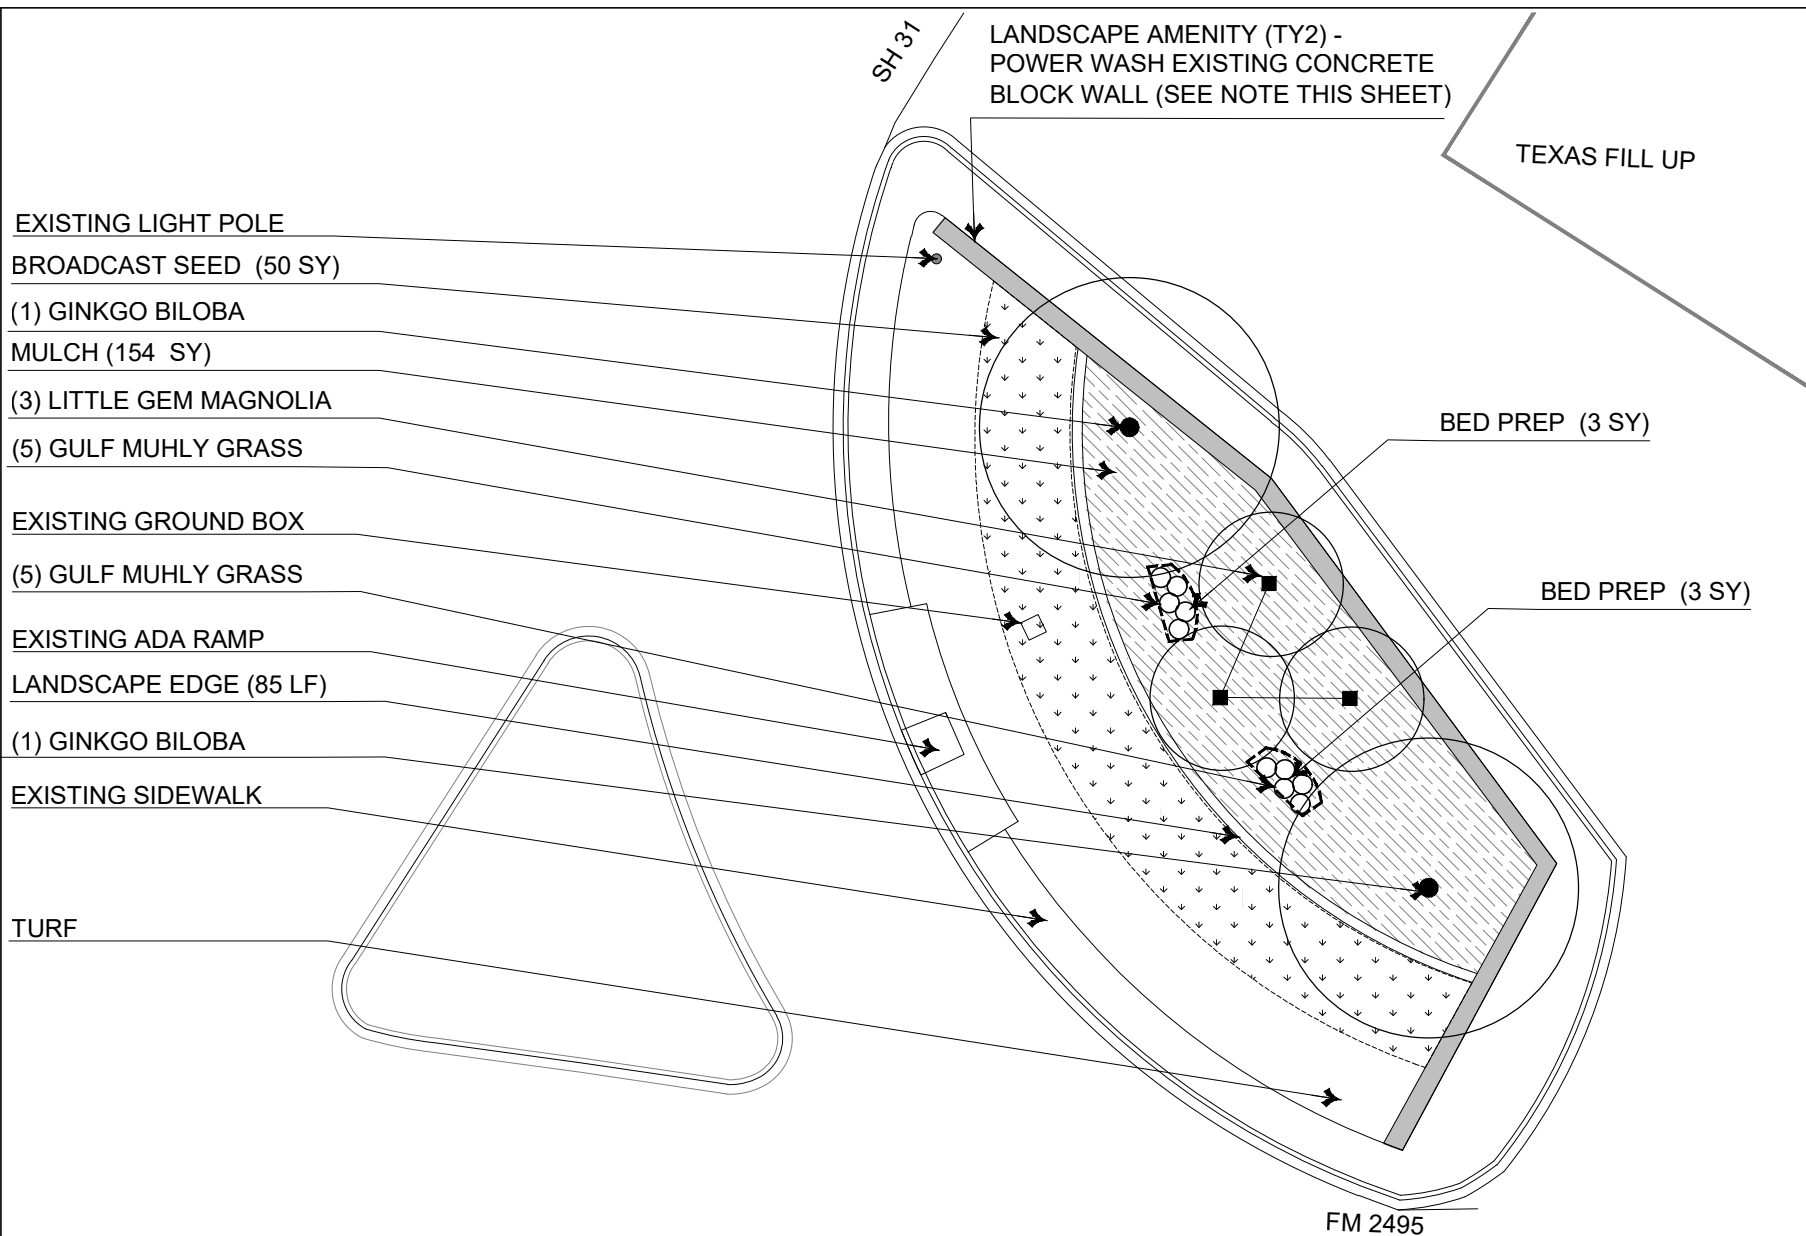 SH 31
LANDSCAPE AMENITY (TY2) -
POWER WASH EXISTING CONCRETE
BLOCK WALL (SEE NOTE THIS SHEET)
TEXAS FILL UP
EXISTING LIGHT POLE
BROADCAST SEED (50 SY)
(1) GINKGO BILOBA
MULCH (154 SY)
(3) LITTLE GEM MAGNOLIA
(5) GULF MUHLY GRASS
EXISTING GROUND BOX
(5) GULF MUHLY GRASS
EXISTING ADA RAMP
LANDSCAPE EDGE (85 LF)
(1) GINKGO BILOBA
EXISTING SIDEWALK
TURF
BED PREP (3 SY)
BED PREP (3 SY)
FM 2495